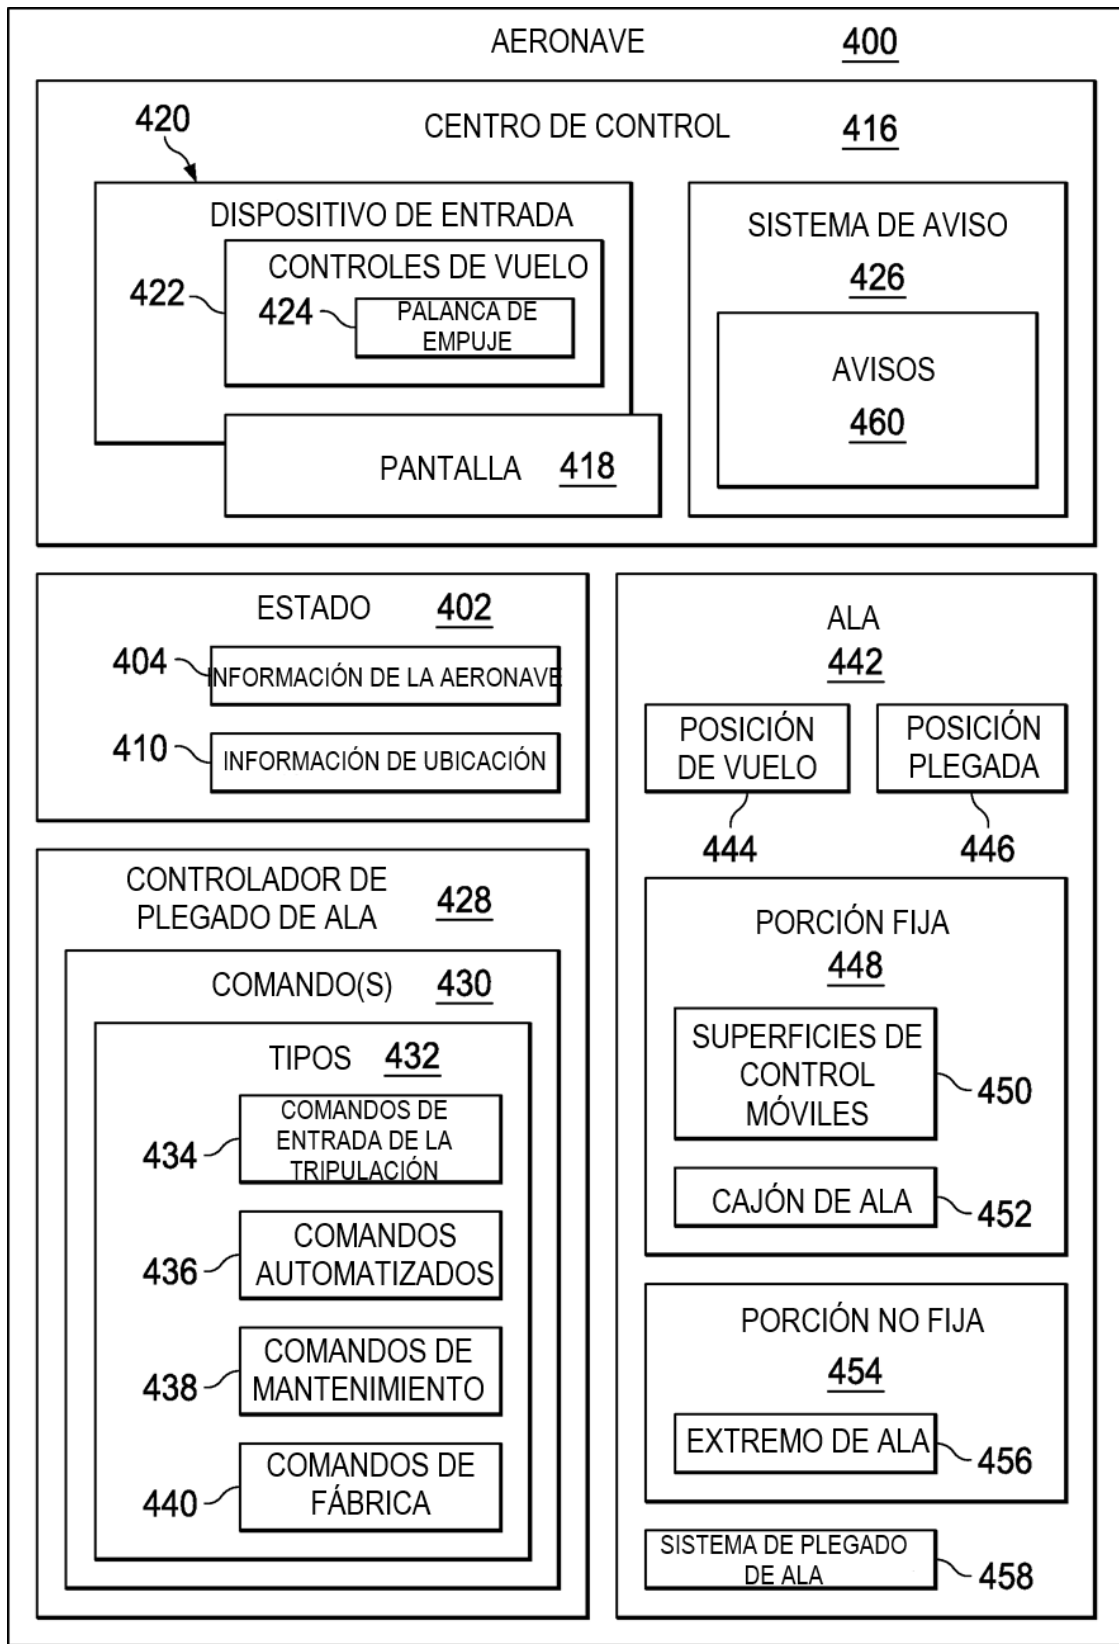 AERONAVE 400
CENTRO DE CONTROL 416
420
DISPOSITIVO DE ENTRADA
CONTROLES DE VUELO
422
424
PALANCA DE
EMPUJE
PANTALLA 418
SISTEMA DE AVISO
426
AVISOS
460
ESTADO 402
404
INFORMACIÓN DE LA AERONAVE
410
INFORMACIÓN DE UBICACIÓN
CONTROLADOR DE
PLEGADO DE ALA 428
COMANDO(S) 430
TIPOS 432
COMANDOS DE
ENTRADA DE LA
TRIPULACIÓN
434
COMANDOS
AUTOMATIZADOS
436
COMANDOS DE
MANTENIMIENTO
438
COMANDOS DE
FÁBRICA
440
ALA
442
POSICIÓN
DE VUELO
444
POSICIÓN
PLEGADA
446
PORCIÓN FIJA
448
SUPERFICIES DE
CONTROL
MÓVILES
450
CAJÓN DE ALA
452
PORCIÓN NO FIJA
454
EXTREMO DE ALA
456
SISTEMA DE PLEGADO
DE ALA
458